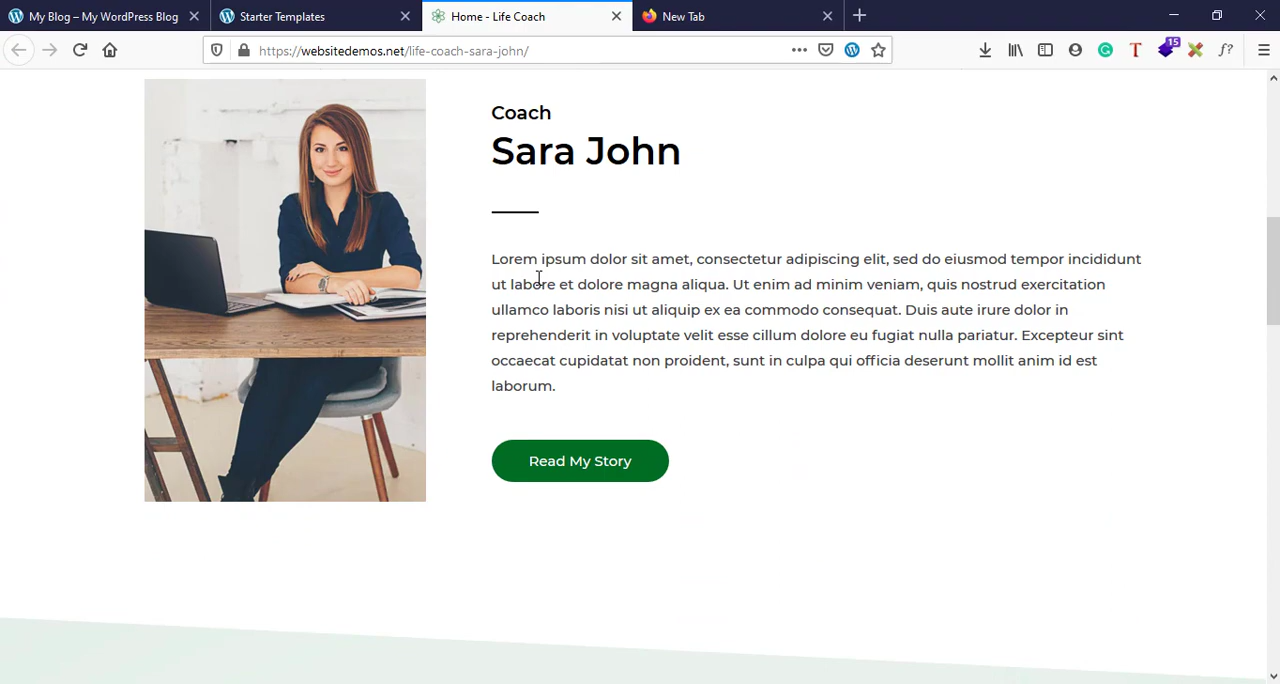 My Blog – My WordPress Blog
Starter Templates
Home - Life Coach
New Tab
https://websitedemos.net/life-coach-sara-john/
15
T
f?
Coach
Sara John
Lorem ipsum dolor sit amet, consectetur adipiscing elit, sed do eiusmod tempor incididunt
ut labore et dolore magna aliqua. Ut enim ad minim veniam, quis nostrud exercitation
ullamco laboris nisi ut aliquip ex ea commodo consequat. Duis aute irure dolor in
reprehenderit in voluptate velit esse cillum dolore eu fugiat nulla pariatur. Excepteur sint
occaecat cupidatat non proident, sunt in culpa qui officia deserunt mollit anim id est
laborum.
Read My Story